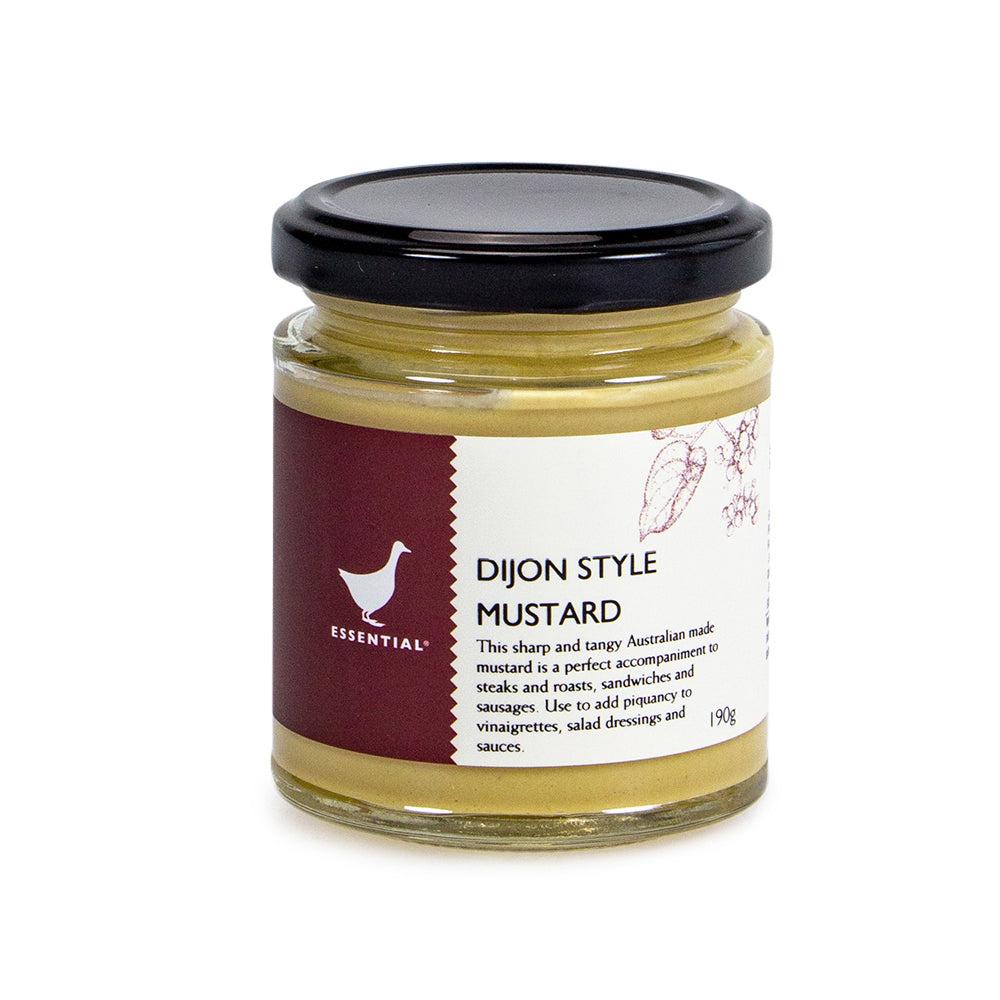 ESSENTIAL®
DIJON STYLE
MUSTARD
This sharp and tangy Australian made
mustard is a perfect accompaniment to
steaks and roasts, sandwiches and
sausages. Use to add piquancy to
vinaigrettes, salad dressings and
sauces.
190g